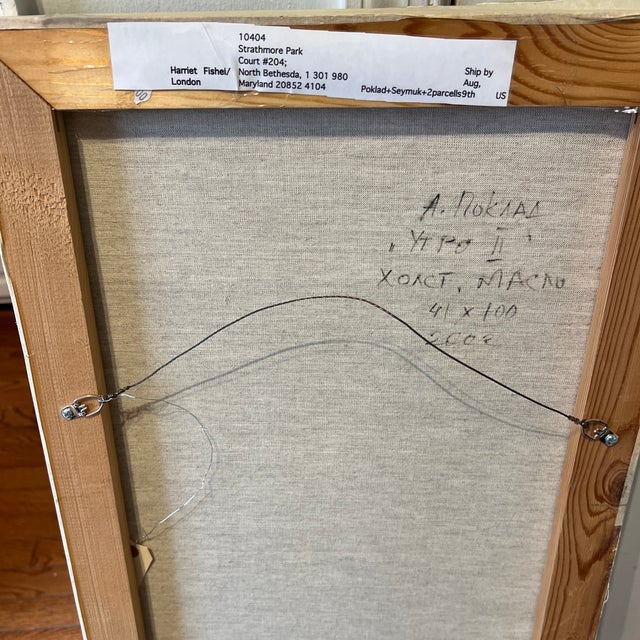 10404
Strathmore Park
Court #204;
Harriet Fishel/ North Bethesda, 1 301 980
London Maryland 20852 4104
Ship by
Aug,
Poklad+Seymuk+2parcells9th US
А. Поклад
"Утро II"
холст, масло
41 x 100